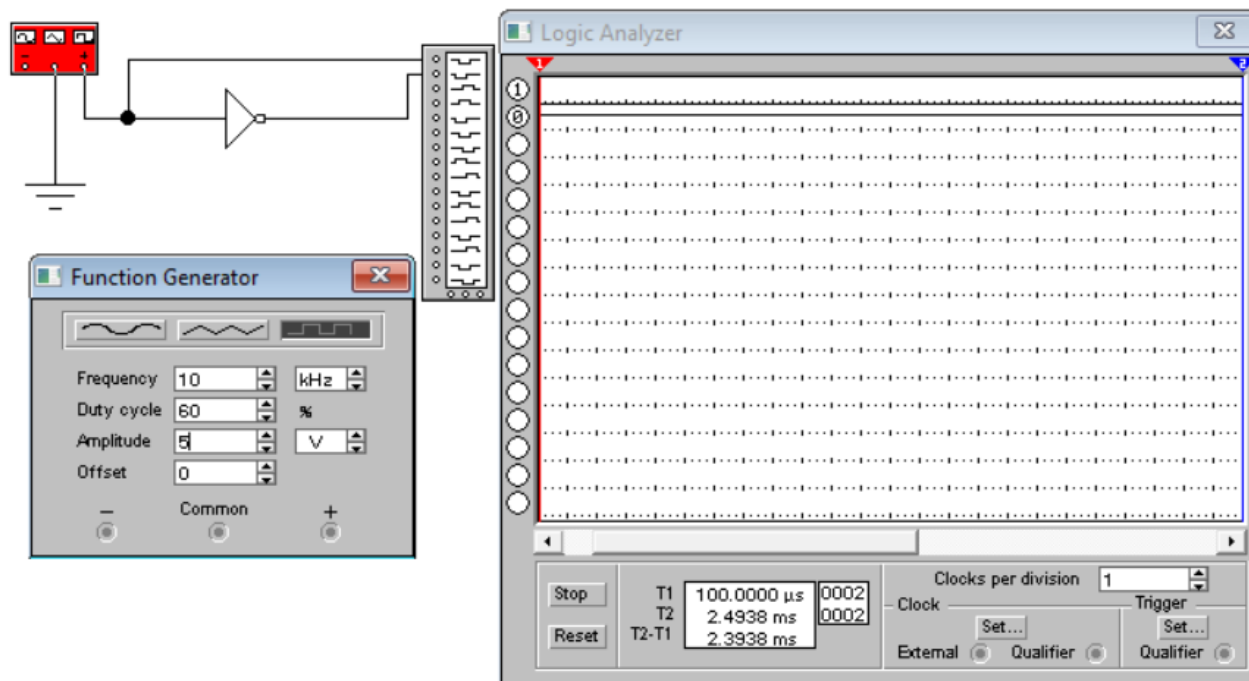 - +
Logic Analyzer
1 2
1
0
Function Generator
Frequency 10 kHz
Duty cycle 60 %
Amplitude 5 V
Offset 0
- Common +
Stop
Reset
T1 100.0000 µs 0002
T2 2.4938 ms 0002
T2-T1 2.3938 ms
Clocks per division 1
Clock
Set...
External Qualifier
Trigger
Set...
Qualifier